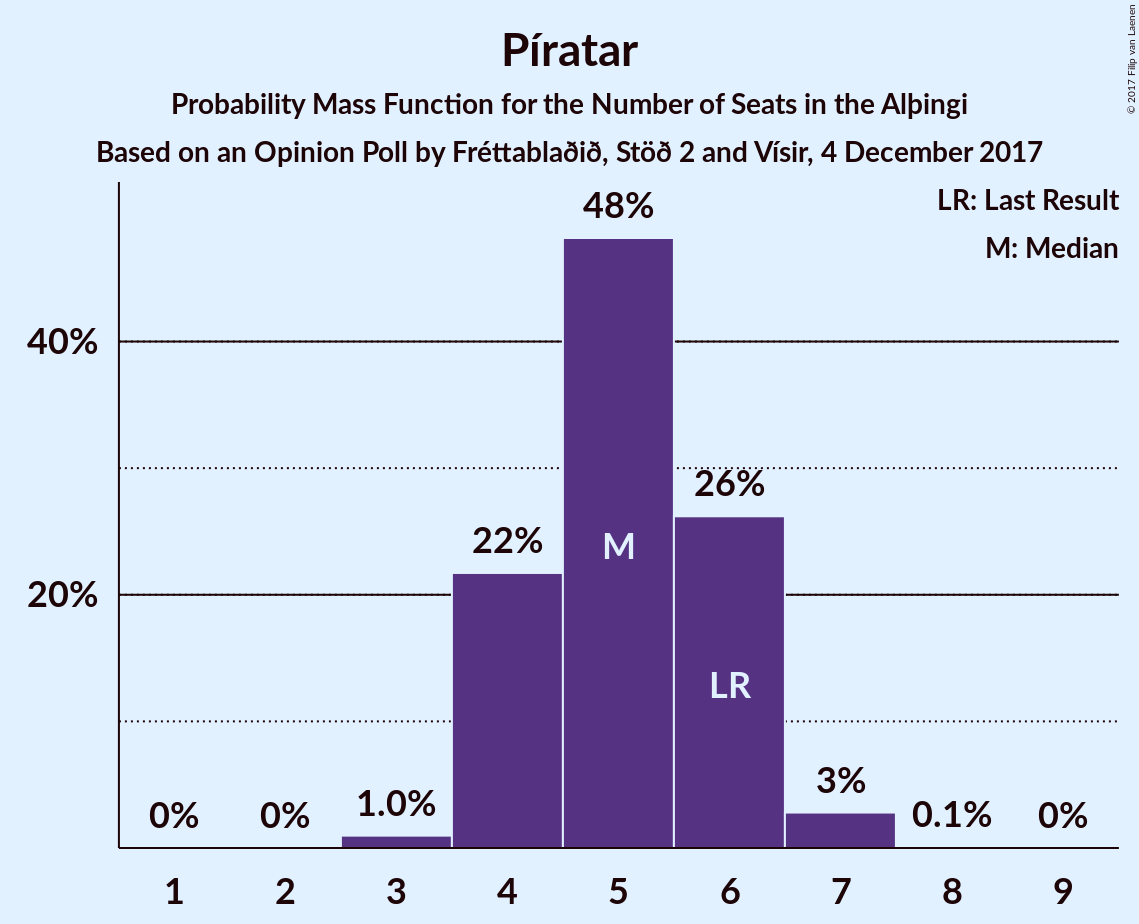 Píratar
Probability Mass Function for the Number of Seats in the Alþingi
Based on an Opinion Poll by Fréttablaðið, Stöð 2 and Vísir, 4 December 2017
© 2017 Filip van Laenen
LR: Last Result
M: Median
48%
40%
26%
22%
M
20%
LR
3%
1.0%
0% 0% 0.1% 0%
1 2 3 4 5 6 7 8 9